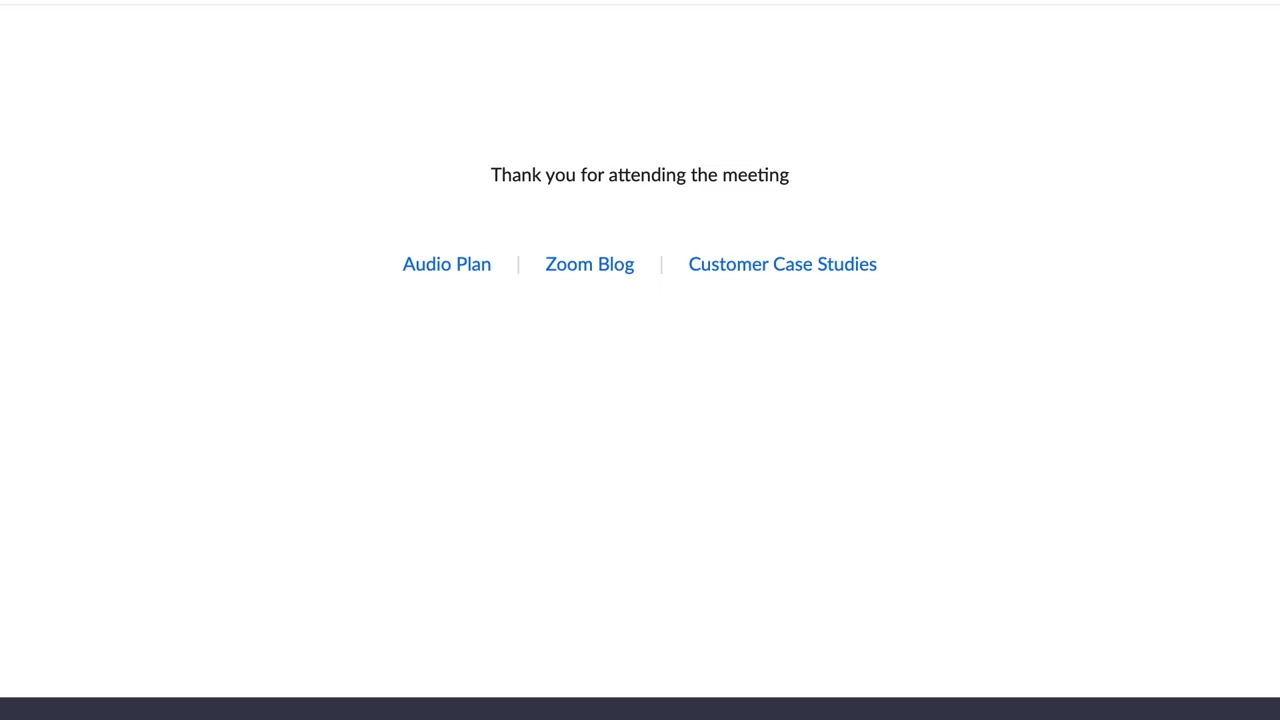 Thank you for attending the meeting
Audio Plan | Zoom Blog | Customer Case Studies